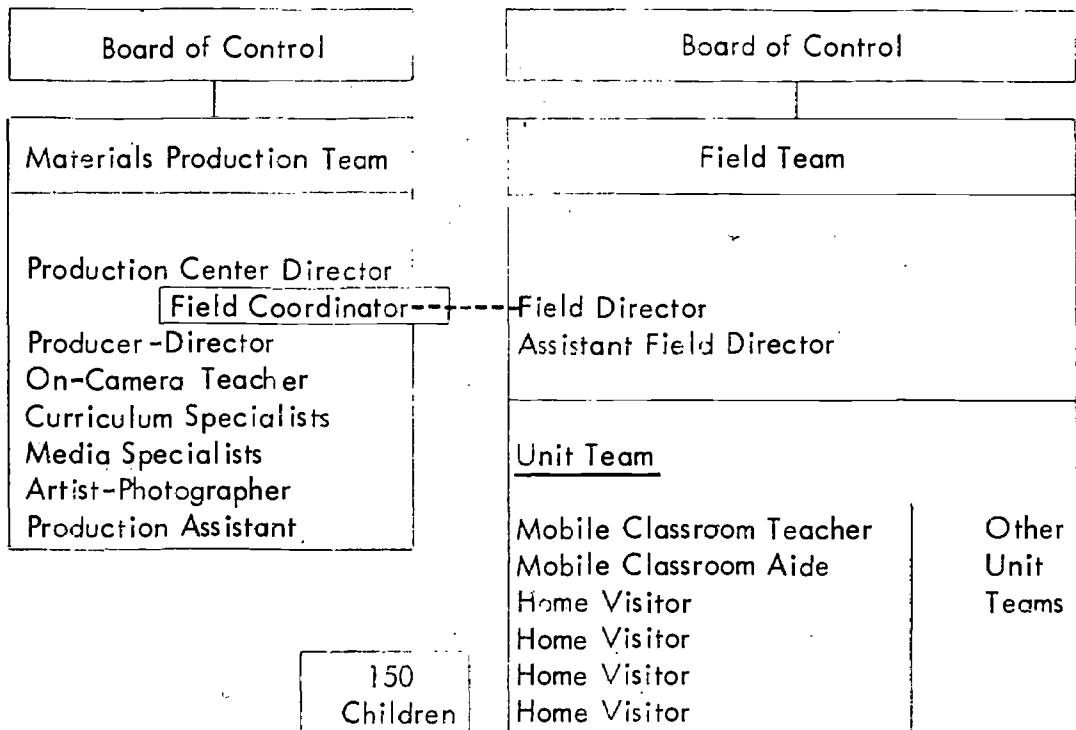 Board of Control
Materials Production Team
Production Center Director
Field Coordinator
Producer-Director
On-Camera Teacher
Curriculum Specialists
Media Specialists
Artist-Photographer
Production Assistant
150
Children
Board of Control
Field Team
Field Director
Assistant Field Director
Unit Team
Mobile Classroom Teacher
Mobile Classroom Aide
Home Visitor
Home Visitor
Home Visitor
Home Visitor
Other
Unit
Teams